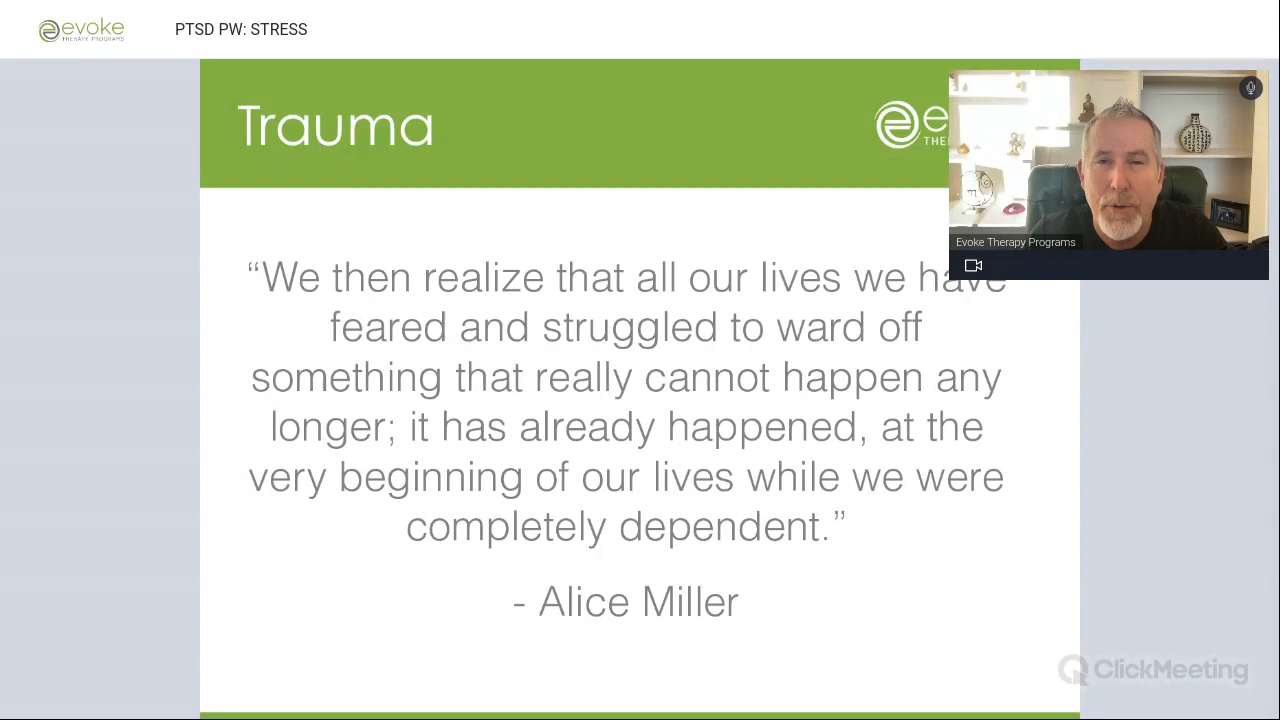 evoke
THERAPY PROGRAMS
PTSD PW: STRESS
Trauma
e
THE
Evoke Therapy Programs
“We then realize that all our lives we have
feared and struggled to ward off
something that really cannot happen any
longer; it has already happened, at the
very beginning of our lives while we were
completely dependent.”
- Alice Miller
ClickMeeting